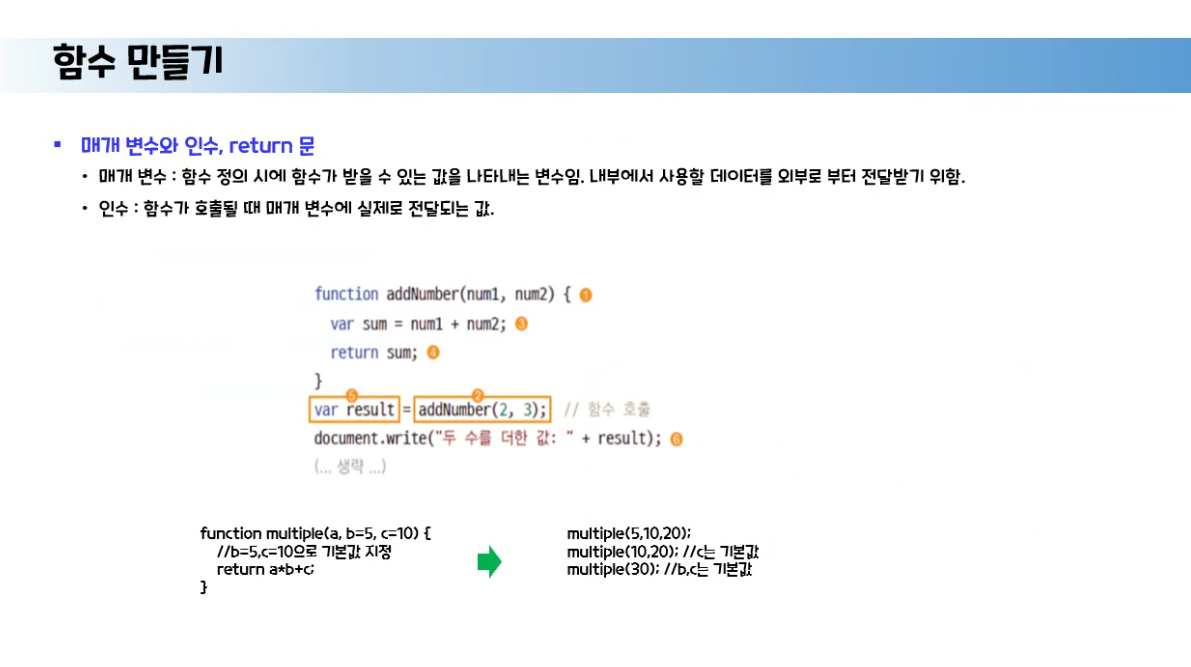 함수 만들기
▪ 매개 변수와 인수, return 문
• 매개 변수 : 함수 정의 시에 함수가 받을 수 있는 값을 나타내는 변수임. 내부에서 사용할 데이터를 외부로 부터 전달받기 위함.
• 인수 : 함수가 호출될 때 매개 변수에 실제로 전달되는 값.
function addNumber(num1, num2) { ①
var sum = num1 + num2; ③
return sum; ④
}
⑤ ②
var result = addNumber(2, 3); // 함수 호출
document.write("두 수를 더한 값: " + result); ⑥
(... 생략 ...)
function multiple(a, b=5, c=10) {
//b=5,c=10으로 기본값 지정
return a*b+c;
}
multiple(5,10,20);
multiple(10,20); //c는 기본값
multiple(30); //b,c는 기본값